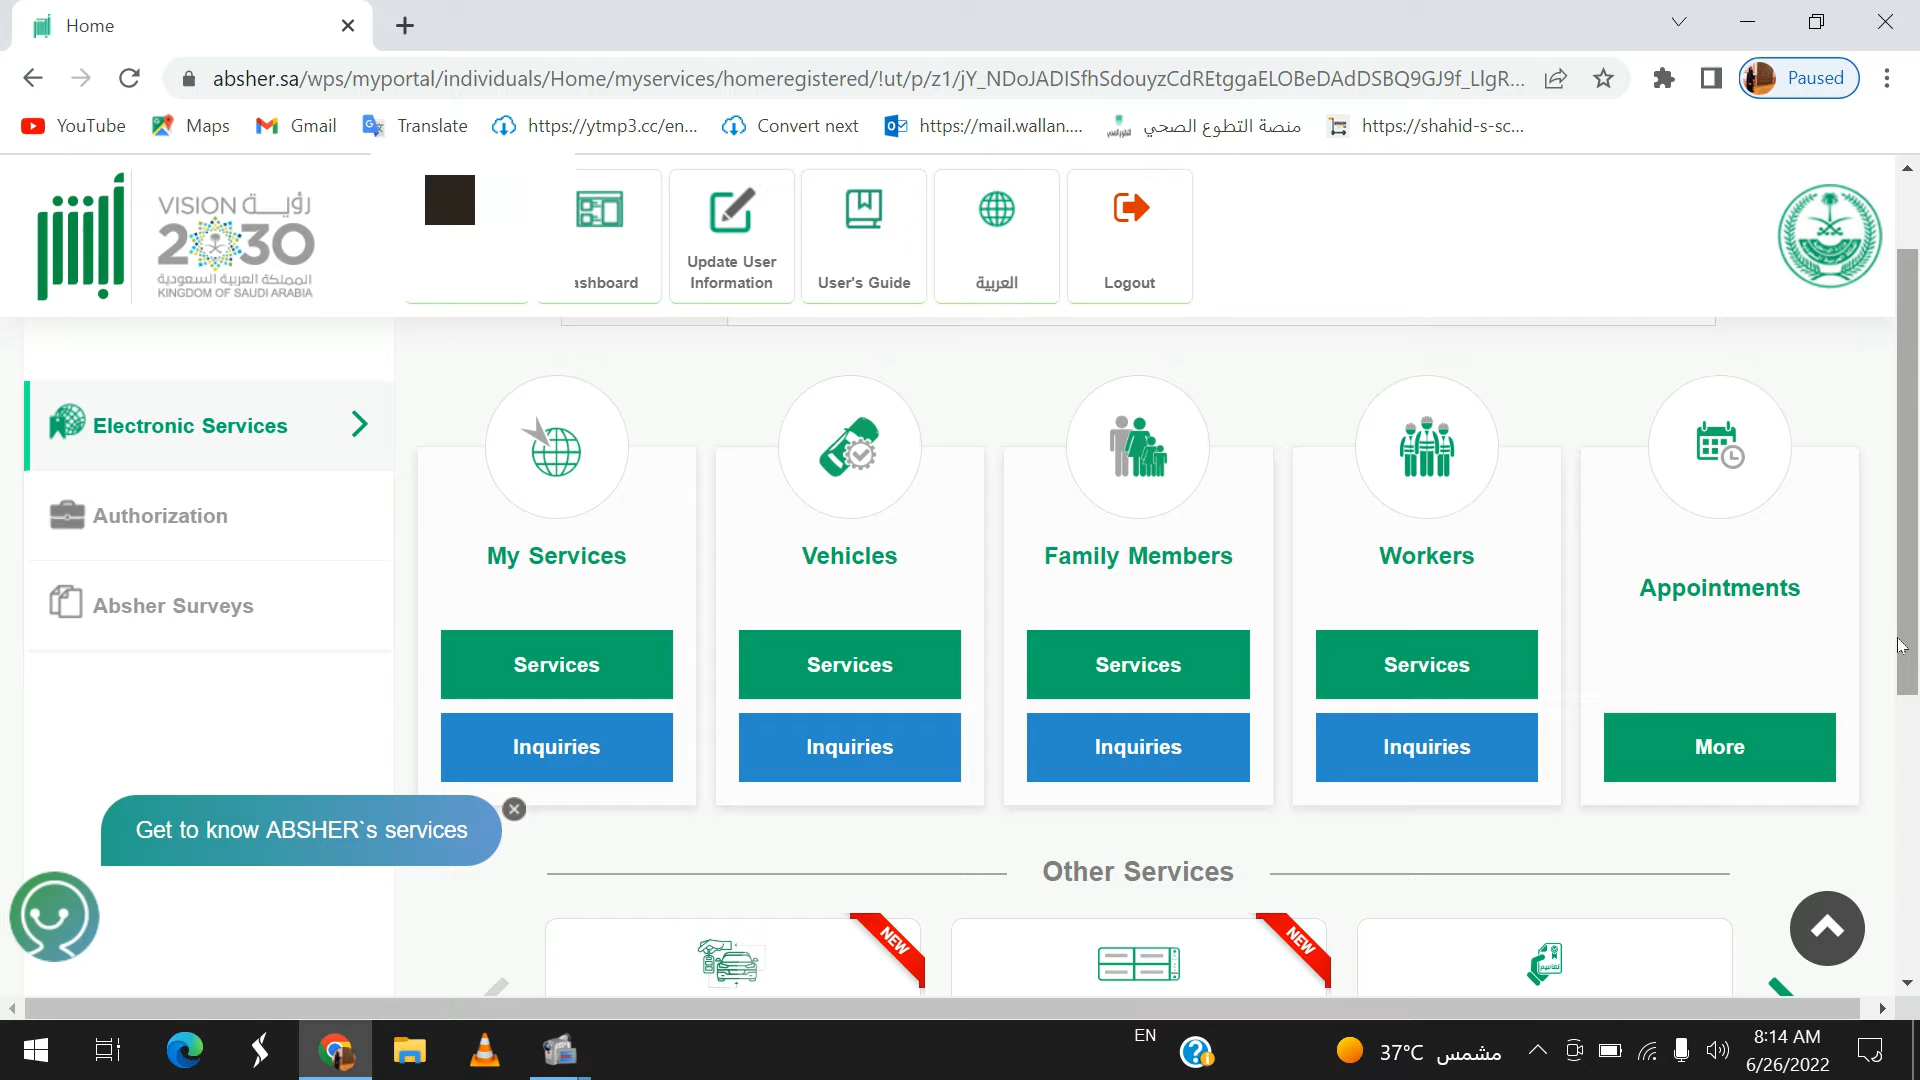 Home
absher.sa/wps/myportal/individuals/Home/myservices/homeregistered/!ut/p/z1/jY_NDoJADISfhSdouyzCdREtggaELOBeDAdDSBQ9GJ9f_LlgR...
Paused
YouTube
Maps
Gmail
Translate
https://ytmp3.cc/en...
Convert next
https://mail.wallan....
منصة التطوع الصحي
https://shahid-s-sc...
أبشر
VISION رؤية
2030
المملكة العربية السعودية
KINGDOM OF SAUDI ARABIA
ashboard
Update User
Information
User's Guide
العربية
Logout
Electronic Services
Authorization
Absher Surveys
My Services
Services
Inquiries
Vehicles
Services
Inquiries
Family Members
Services
Inquiries
Workers
Services
Inquiries
Appointments
More
Get to know ABSHER`s services
Other Services
NEW
NEW
تعاميم
EN
37°C مشمس
8:14 AM
6/26/2022